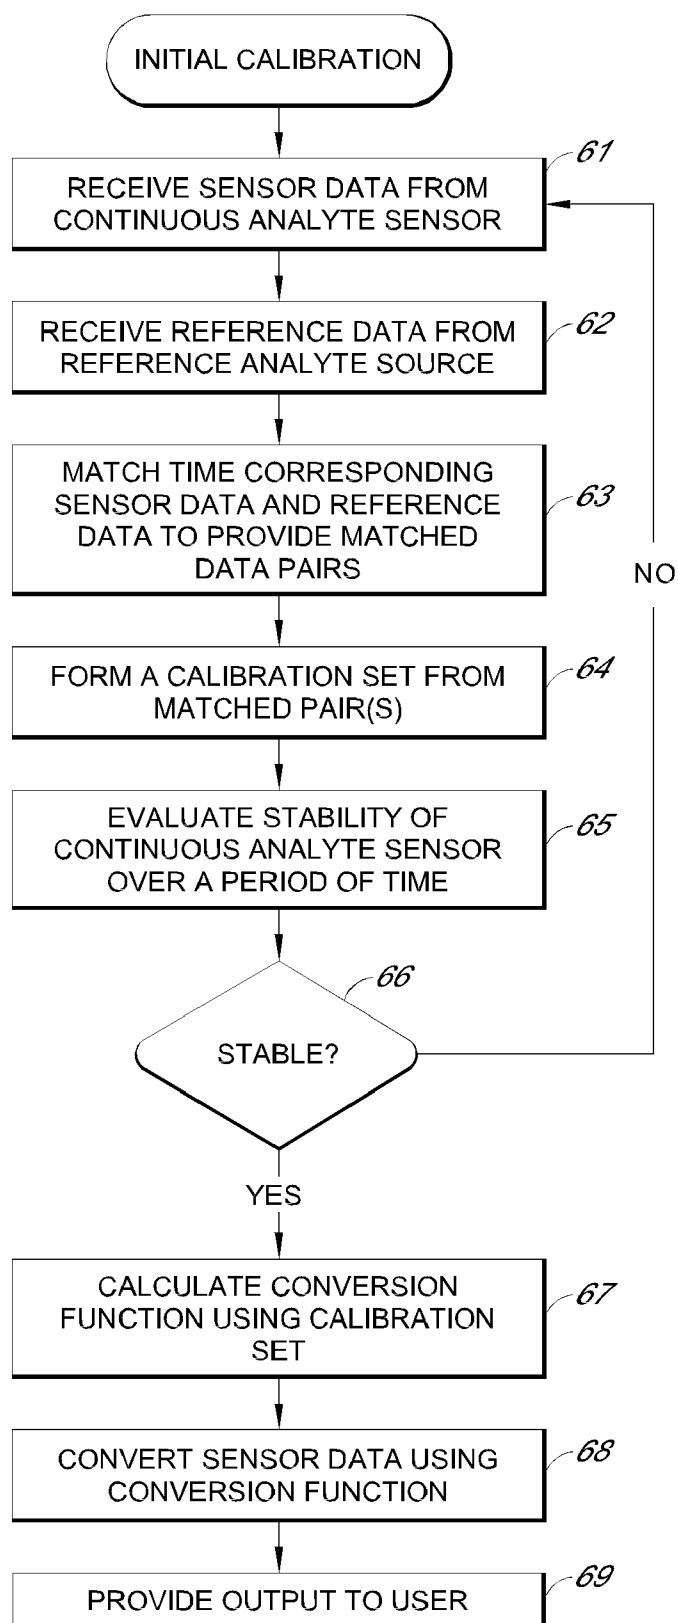 INITIAL CALIBRATION
61
RECEIVE SENSOR DATA FROM
CONTINUOUS ANALYTE SENSOR
62
RECEIVE REFERENCE DATA FROM
REFERENCE ANALYTE SOURCE
MATCH TIME CORRESPONDING
SENSOR DATA AND REFERENCE
DATA TO PROVIDE MATCHED
DATA PAIRS
63
NO
64
FORM A CALIBRATION SET FROM
MATCHED PAIR(S)
EVALUATE STABILITY OF
CONTINUOUS ANALYTE SENSOR
OVER A PERIOD OF TIME
65
66
STABLE?
YES
CALCULATE CONVERSION
FUNCTION USING CALIBRATION
SET
67
CONVERT SENSOR DATA USING
CONVERSION FUNCTION
68
69
PROVIDE OUTPUT TO USER